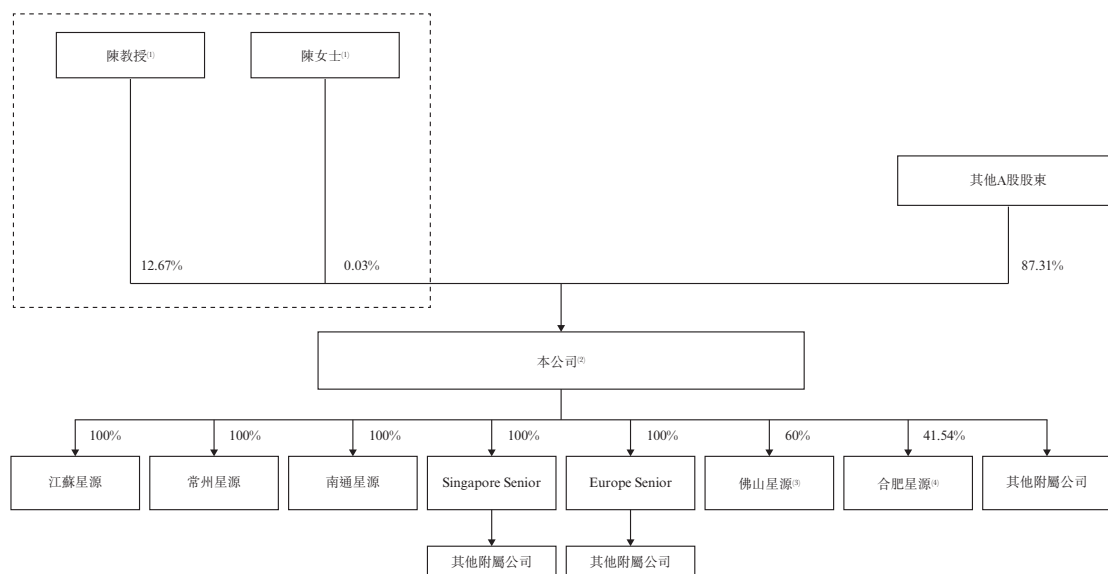 陳教授(1)
陳女士(1)
其他A股股東
12.67%
0.03%
87.31%
本公司(2)
100%
100%
100%
100%
100%
60%
41.54%
江蘇星源
常州星源
南通星源
Singapore Senior
Europe Senior
佛山星源(3)
合肥星源(4)
其他附屬公司
其他附屬公司
其他附屬公司